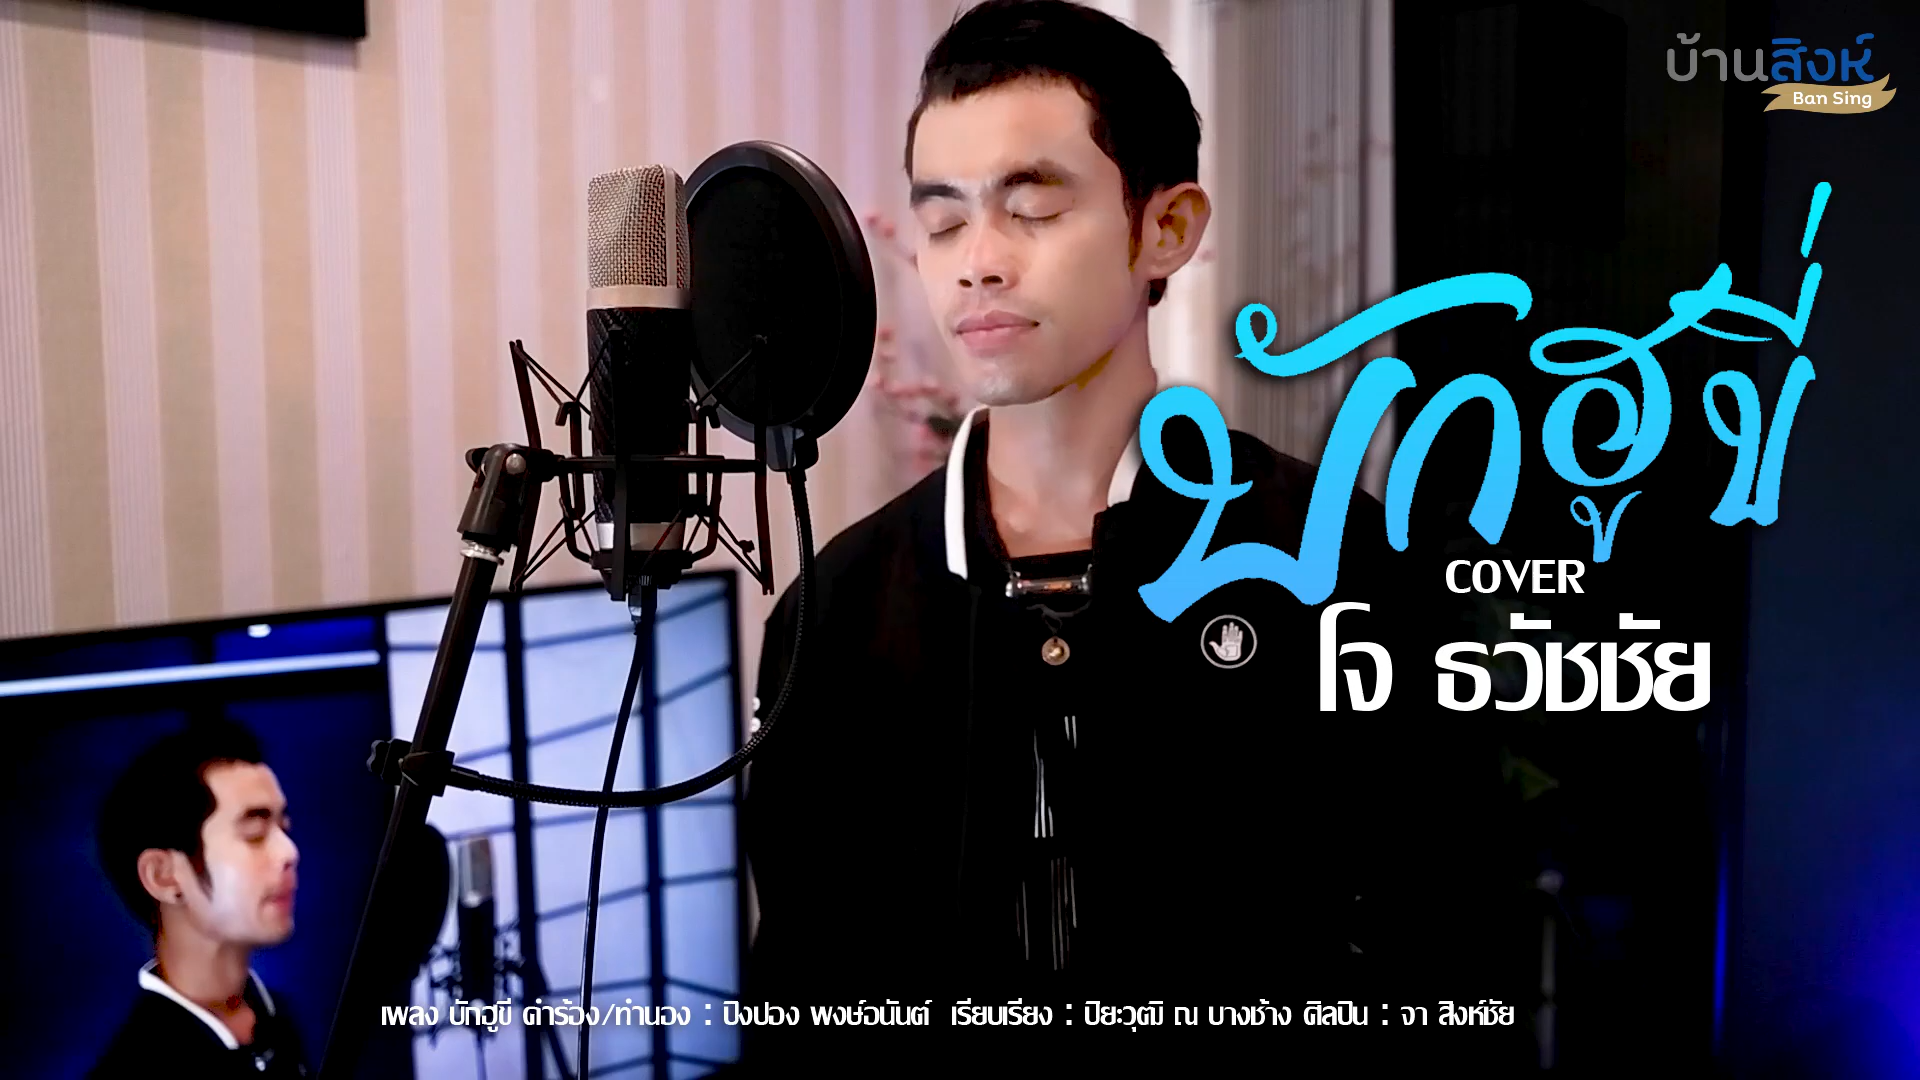 บ้านสิงห์
Ban Sing
บักฮูขี่
COVER
โจ ธวัชชัย
เพลง บักฮูขี่ คำร้อง/ทำนอง : ปิงปอง พงษ์อนันต์ เรียบเรียง : ปิยะวุฒิ ณ บางช้าง ศิลปิน : จา สิงห์ชัย